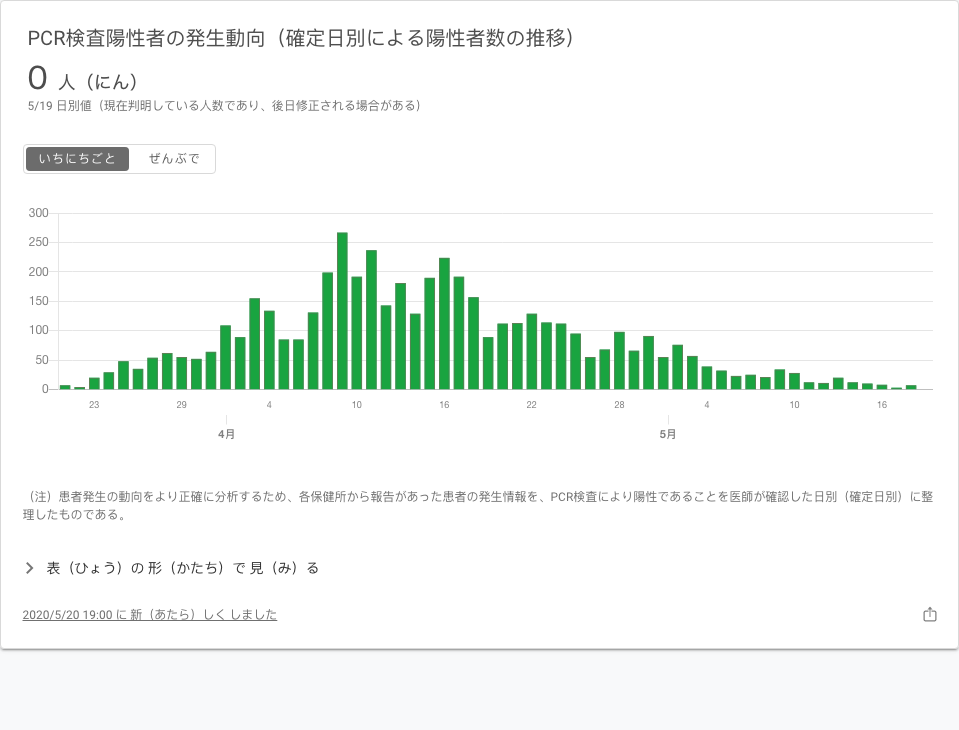 PCR検査陽性者の発生動向（確定日別による陽性者数の推移）
0 人（にん）
5/19 日別値（現在判明している人数であり、後日修正される場合がある）
いちにちごと ぜんぶで
300
250
200
150
100
50
0
23 29 4 10 16 22 28 4 10 16
4月 5月
（注）患者発生の動向をより正確に分析するため、各保健所から報告があった患者の発生情報を、PCR検査により陽性であることを医師が確認した日別（確定日別）に整
理したものである。
表（ひょう）の 形（かたち）で 見（み）る
2020/5/20 19:00 に 新（あたら）しく しました